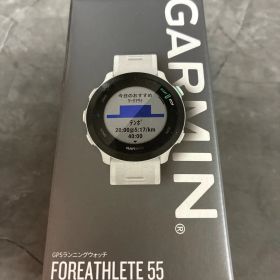 GARMIN®
今日のおすすめ
ワークアウト
テンポ
20:00@5:17/km
40:00
GARMIN
GPSランニングウォッチ
FOREATHLETE 55